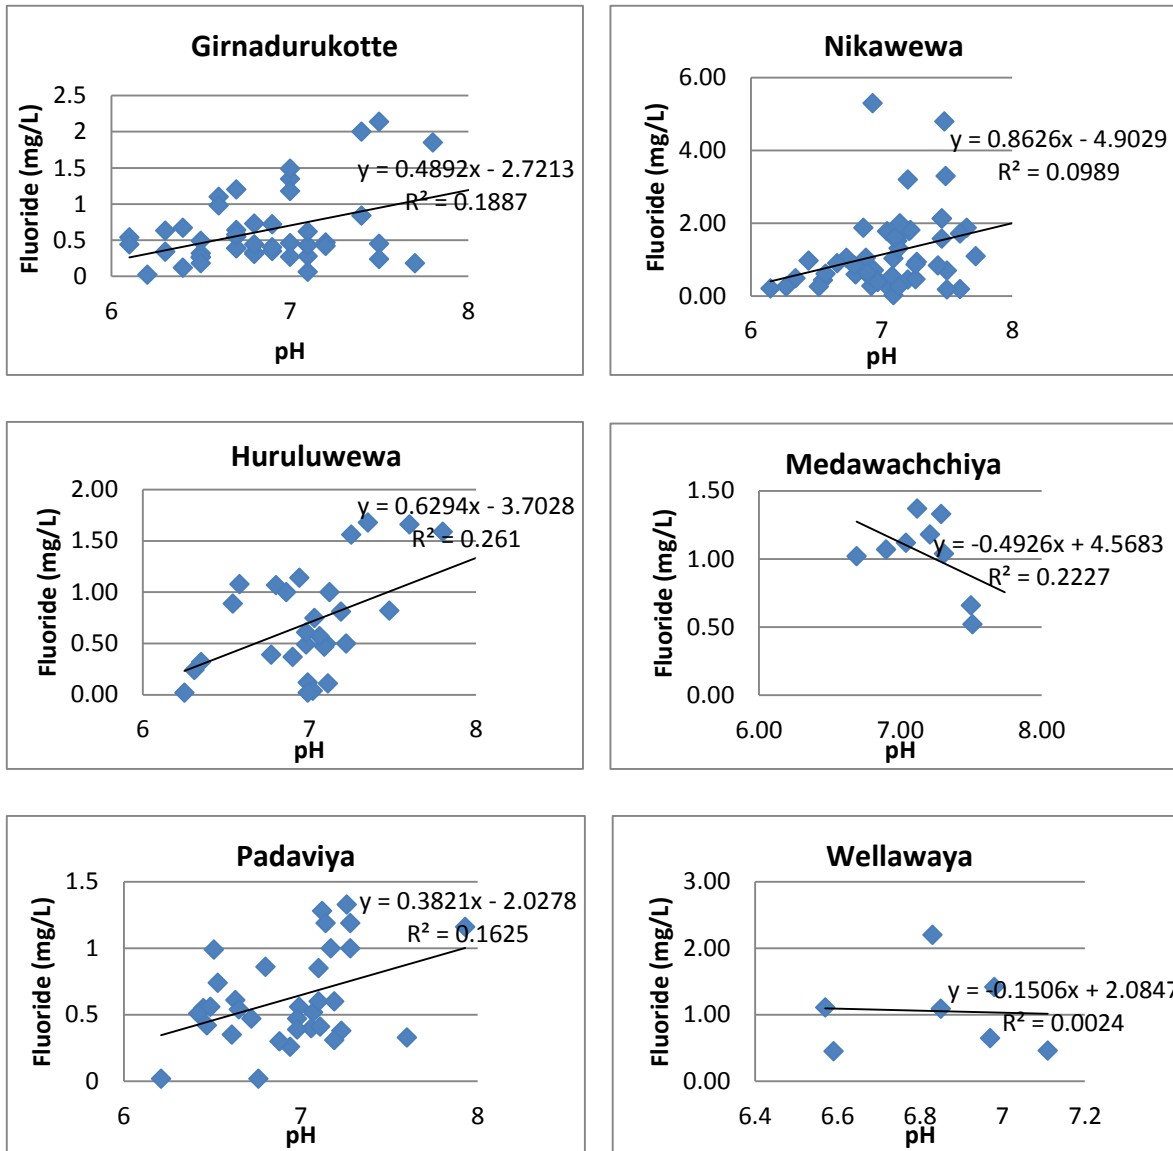 Girnadurukotte
Fluoride (mg/L)
2.5
2
1.5
1
0.5
0
6
7
8
pH
y = 0.4892x - 2.7213
R² = 0.1887
Nikawewa
Fluoride (mg/L)
6.00
4.00
2.00
0.00
6
7
8
pH
y = 0.8626x - 4.9029
R² = 0.0989
Huruluwewa
Fluoride (mg/L)
2.00
1.50
1.00
0.50
0.00
6
7
8
pH
y = 0.6294x - 3.7028
R² = 0.261
Medawachchiya
Fluoride (mg/L)
1.50
1.00
0.50
0.00
6.00
7.00
8.00
pH
y = -0.4926x + 4.5683
R² = 0.2227
Padaviya
Fluoride (mg/L)
1.5
1
0.5
0
6
7
8
pH
y = 0.3821x - 2.0278
R² = 0.1625
Wellawaya
Fluoride (mg/L)
3.00
2.00
1.00
0.00
6.4
6.6
6.8
7
7.2
pH
y = -0.1506x + 2.0847
R² = 0.0024